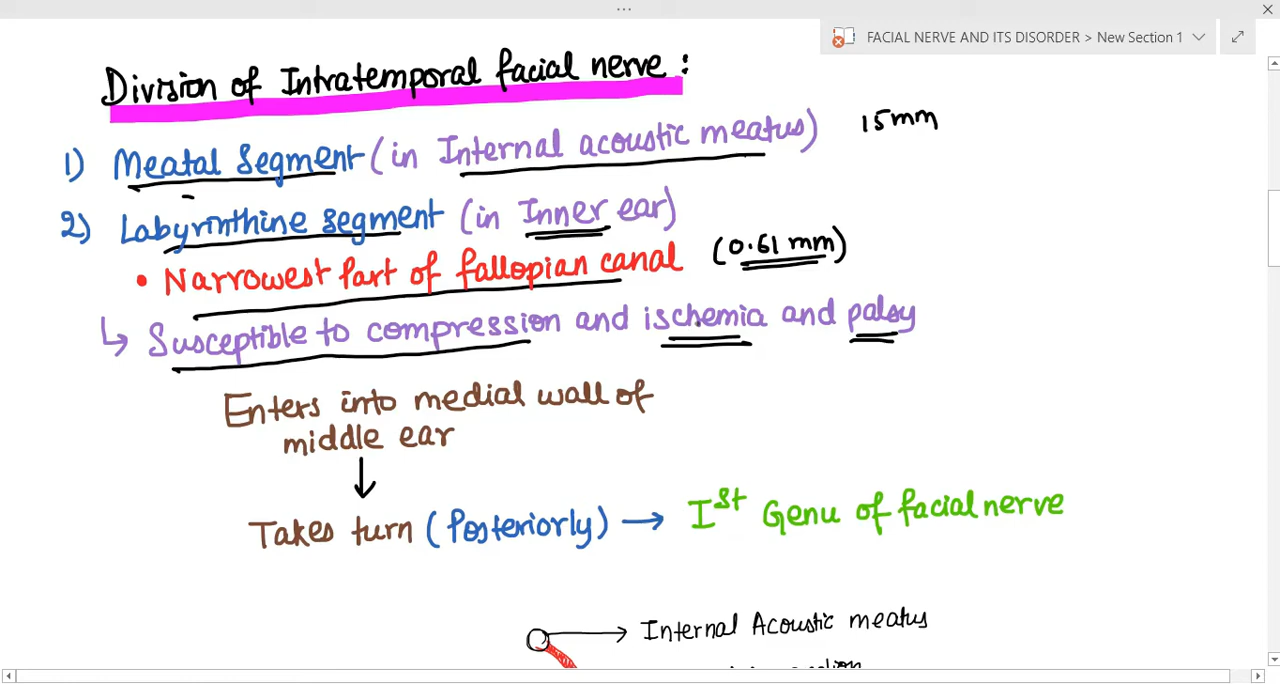 FACIAL NERVE AND ITS DISORDER > New Section 1
Division of Intratemporal facial nerve:
1) Meatal Segment (in Internal acoustic meatus) 15mm
2) Labyrinthine segment (in Inner ear)
• Narrowest part of fallopian canal (0.61 mm)
↳ Susceptible to compression and ischemia and palsy
Enters into medial wall of
middle ear
↓
Takes turn (Posteriorly) → Ist Genu of facial nerve
→ Internal Acoustic meatus